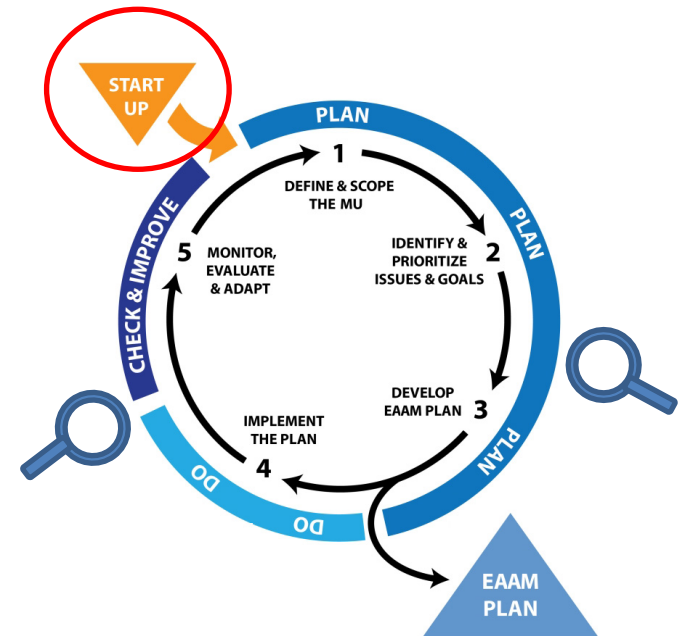 START
UP
PLAN
1
DEFINE & SCOPE
THE MU
PLAN
2
IDENTIFY &
PRIORITIZE
ISSUES & GOALS
DEVELOP
EAAM PLAN
3
PLAN
IMPLEMENT
THE PLAN
4
DO
DO
5
MONITOR,
EVALUATE
& ADAPT
CHECK & IMPROVE
EAAM
PLAN